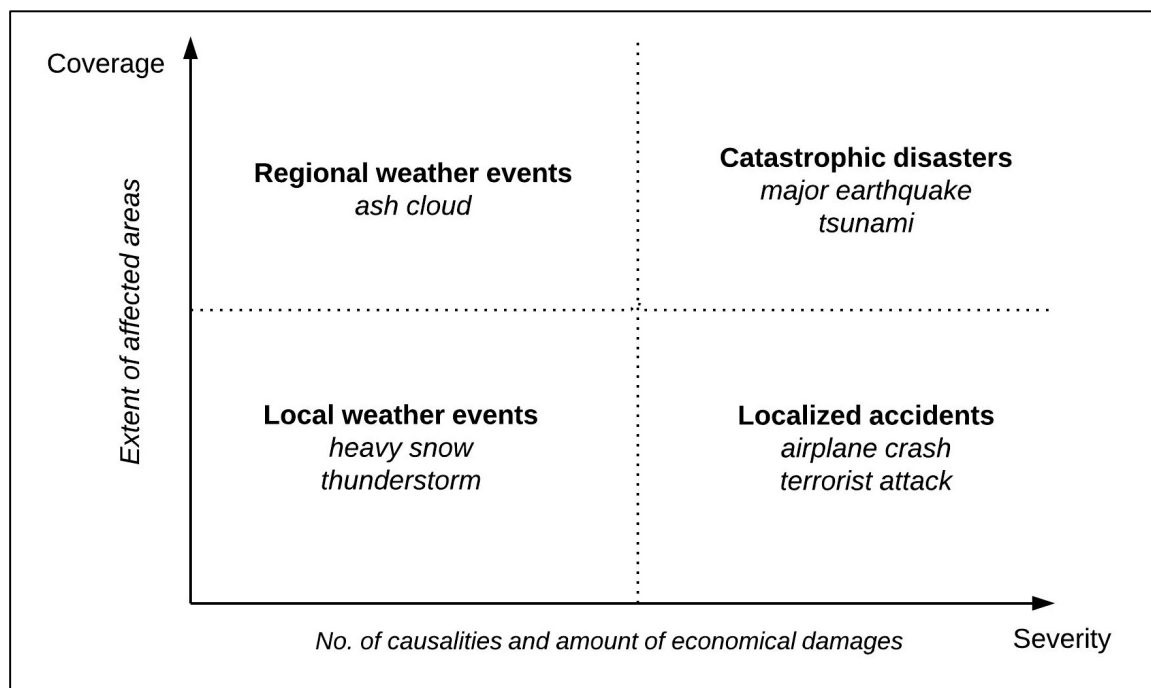 Coverage
Extent of affected areas
Regional weather events
ash cloud
Catastrophic disasters
major earthquake
tsunami
Local weather events
heavy snow
thunderstorm
Localized accidents
airplane crash
terrorist attack
No. of causalities and amount of economical damages
Severity